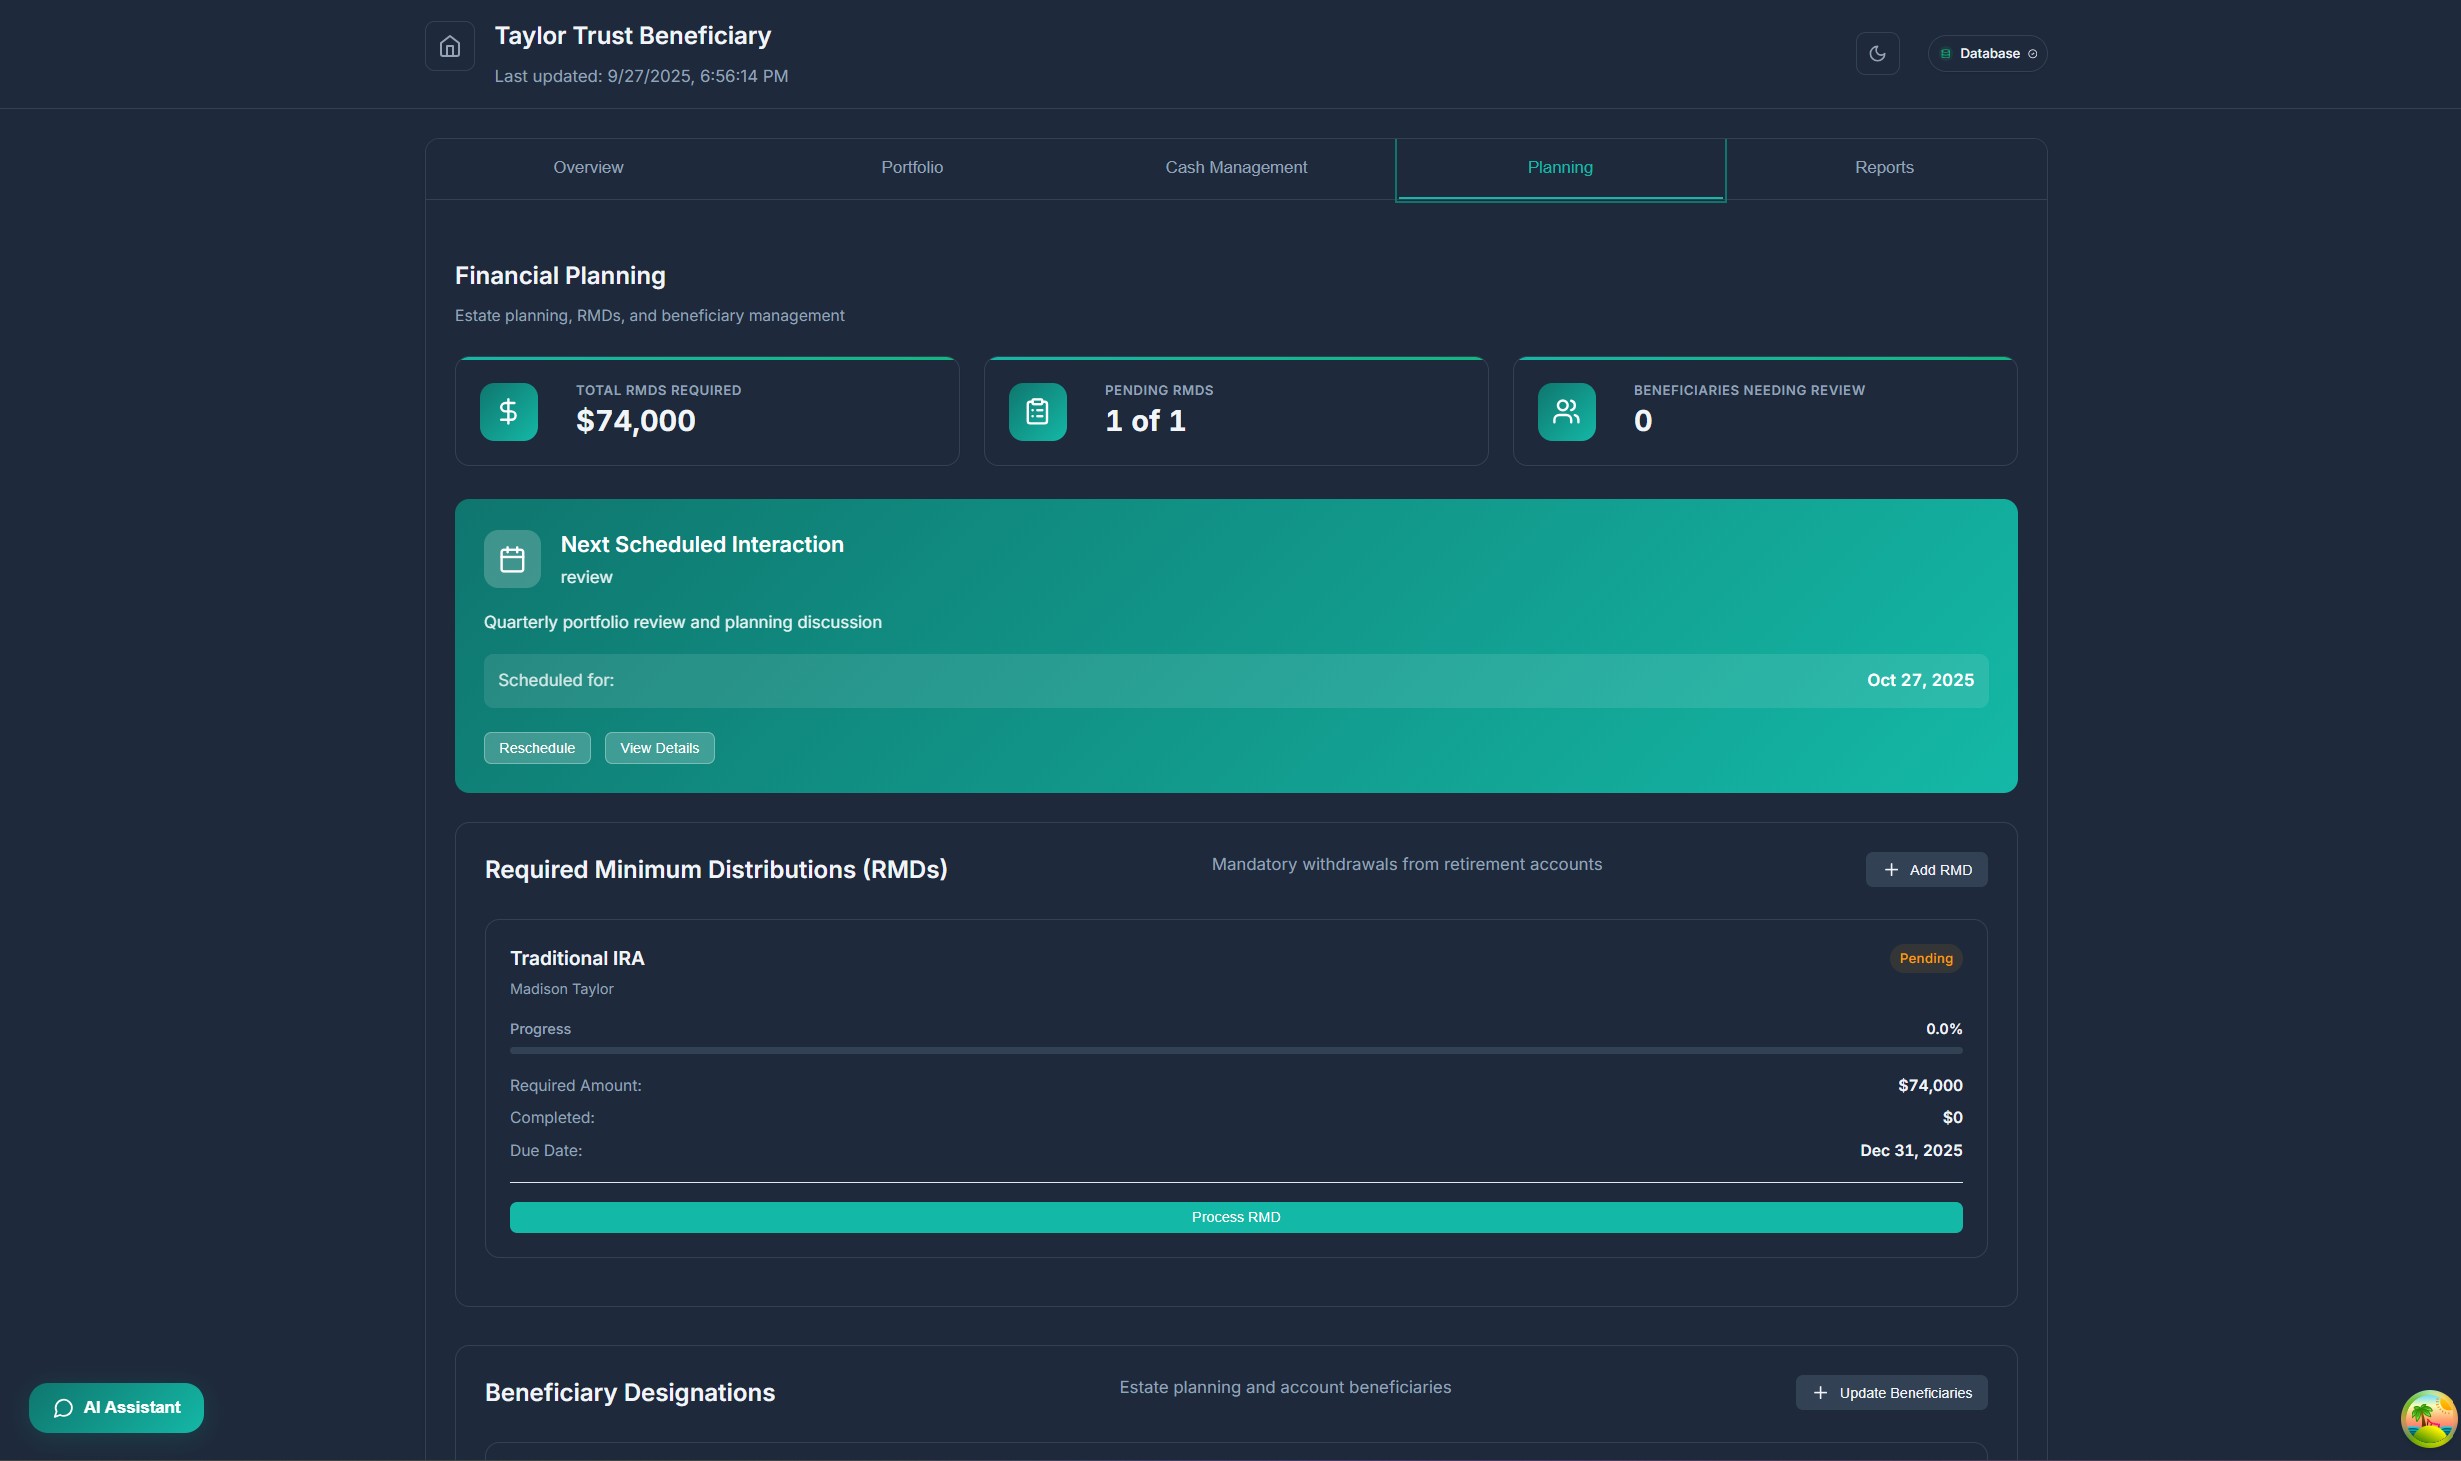 Taylor Trust Beneficiary
Last updated: 9/27/2025, 6:56:14 PM
Database
Overview
Portfolio
Cash Management
Planning
Reports
Financial Planning
Estate planning, RMDs, and beneficiary management
TOTAL RMDS REQUIRED
$74,000
PENDING RMDS
1 of 1
BENEFICIARIES NEEDING REVIEW
0
Next Scheduled Interaction
review
Quarterly portfolio review and planning discussion
Scheduled for:
Oct 27, 2025
Reschedule
View Details
Required Minimum Distributions (RMDs)
Mandatory withdrawals from retirement accounts
Add RMD
Traditional IRA
Pending
Madison Taylor
Progress
0.0%
Required Amount:
$74,000
Completed:
$0
Due Date:
Dec 31, 2025
Process RMD
Beneficiary Designations
Estate planning and account beneficiaries
Update Beneficiaries
AI Assistant